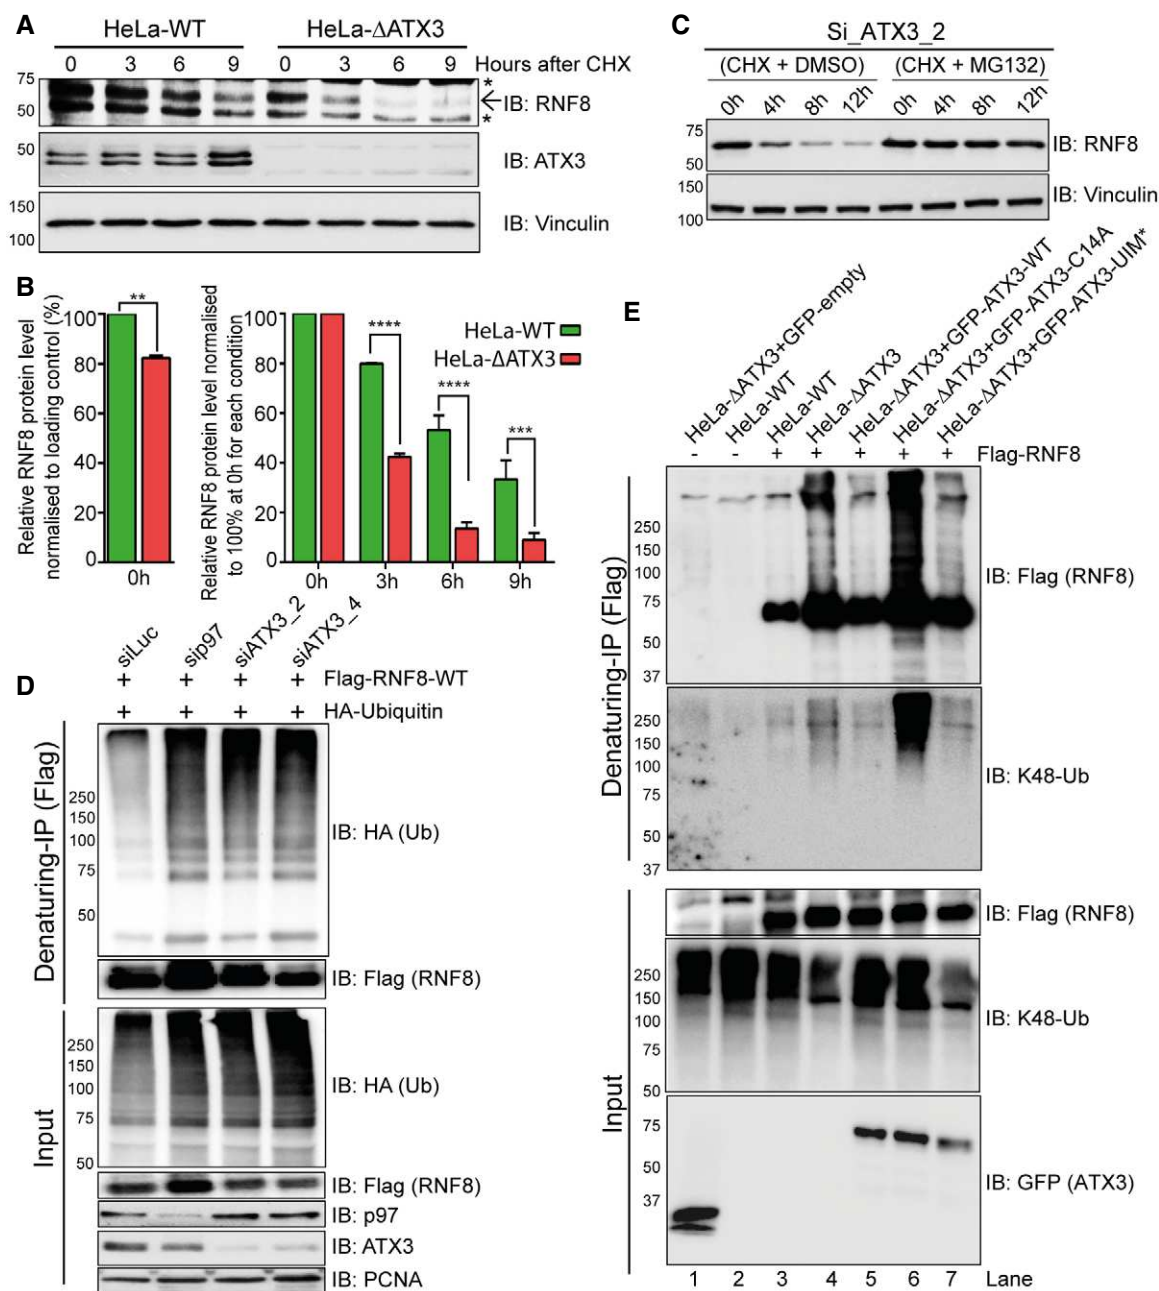 A
HeLa-WT HeLa-ΔATX3
0 3 6 9 0 3 6 9 Hours after CHX
75
50
*
IB: RNF8
*
50
IB: ATX3
150
100
IB: Vinculin
B
Relative RNF8 protein level
normalised to loading control (%)
100
80
60
40
20
0
**
0h
Relative RNF8 protein level normalised
to 100% at 0h for each condition
100
80
60
40
20
0
****
****
***
HeLa-WT
HeLa-ΔATX3
0h 3h 6h 9h
C
Si_ATX3_2
(CHX + DMSO) (CHX + MG132)
0h 4h 8h 12h 0h 4h 8h 12h
75
50
IB: RNF8
150
100
IB: Vinculin
D
siLuc sip97 siATX3_2 siATX3_4
+ + + + Flag-RNF8-WT
+ + + + HA-Ubiquitin
Denaturing-IP (Flag)
250
150
100
75
50
IB: HA (Ub)
IB: Flag (RNF8)
Input
250
150
100
75
50
IB: HA (Ub)
IB: Flag (RNF8)
IB: p97
IB: ATX3
IB: PCNA
E
HeLa-ΔATX3+GFP-empty
HeLa-WT
HeLa-WT
HeLa-ΔATX3
HeLa-ΔATX3+GFP-ATX3-WT
HeLa-ΔATX3+GFP-ATX3-C14A
HeLa-ΔATX3+GFP-ATX3-UIM*
- - + + + + + Flag-RNF8
Denaturing-IP (Flag)
250
150
100
75
50
37
IB: Flag (RNF8)
250
150
100
75
50
37
IB: K48-Ub
Input
IB: Flag (RNF8)
250
150
100
75
50
IB: K48-Ub
75
50
37
IB: GFP (ATX3)
1 2 3 4 5 6 7 Lane